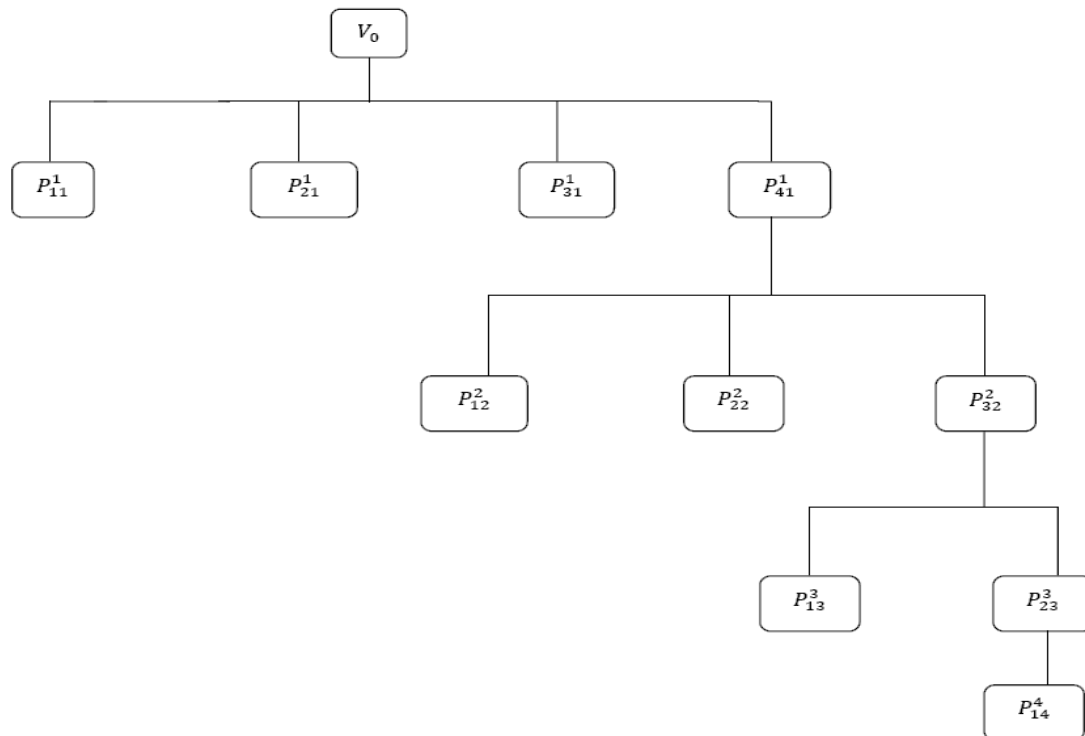 V₀
P¹₁₁ P¹₂₁ P¹₃₁ P¹₄₁
P²₁₂ P²₂₂ P²₃₂
P³₁₃ P³₂₃
P⁴₁₄